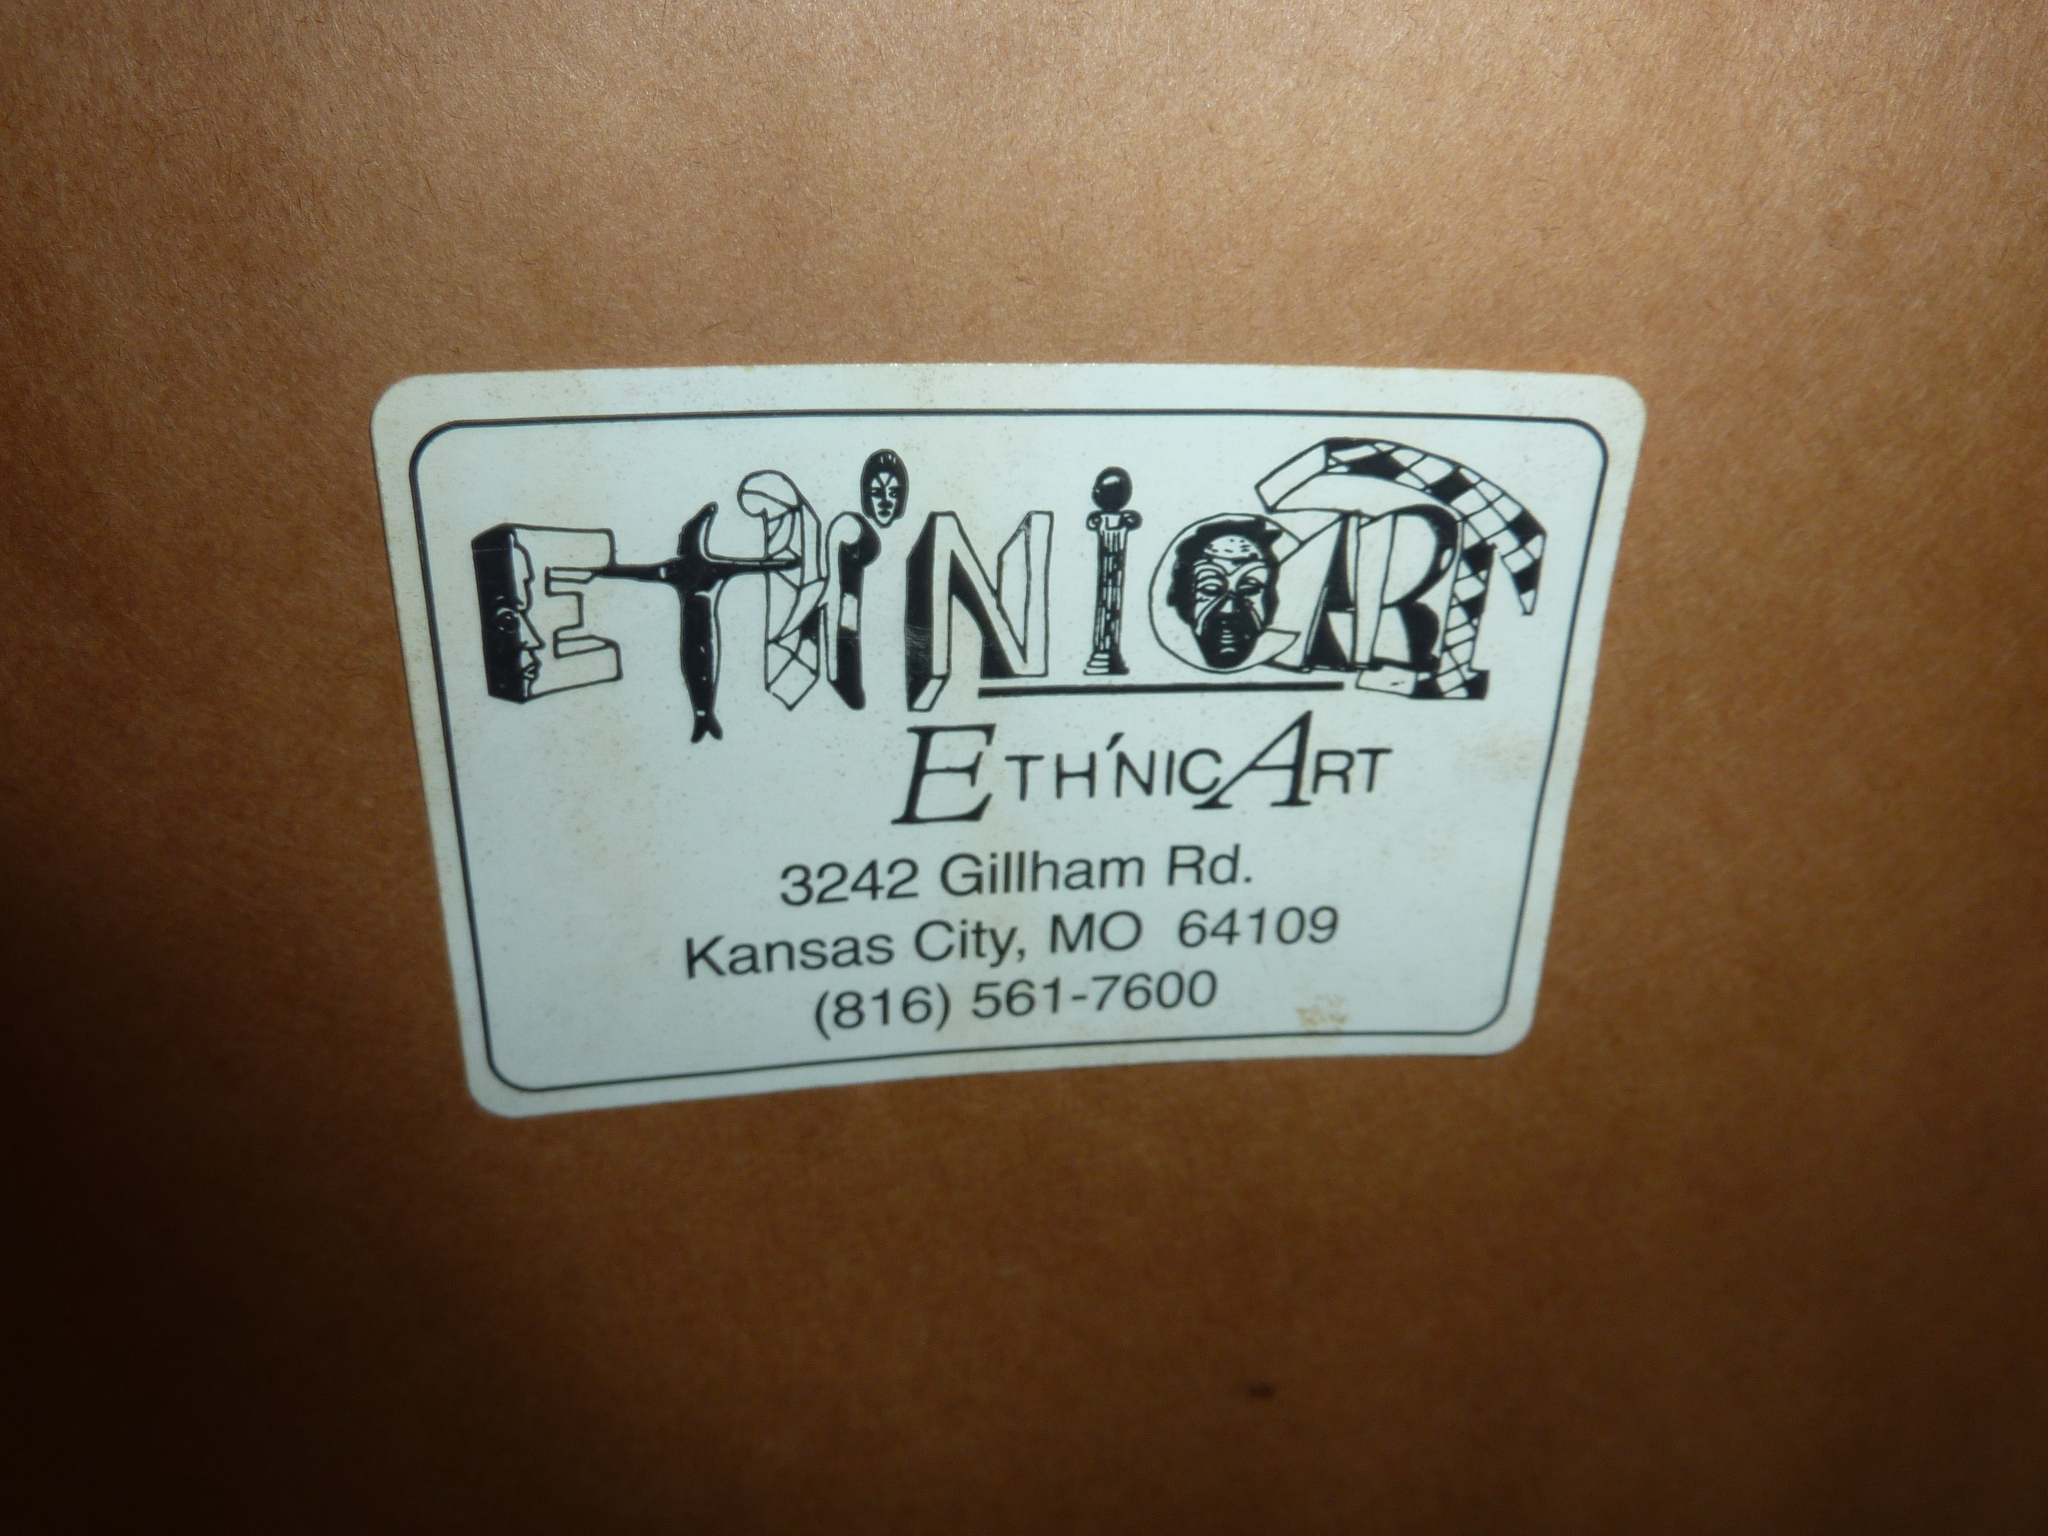 ETH'NICART
ETH'NICART
3242 Gillham Rd.
Kansas City, MO 64109
(816) 561-7600